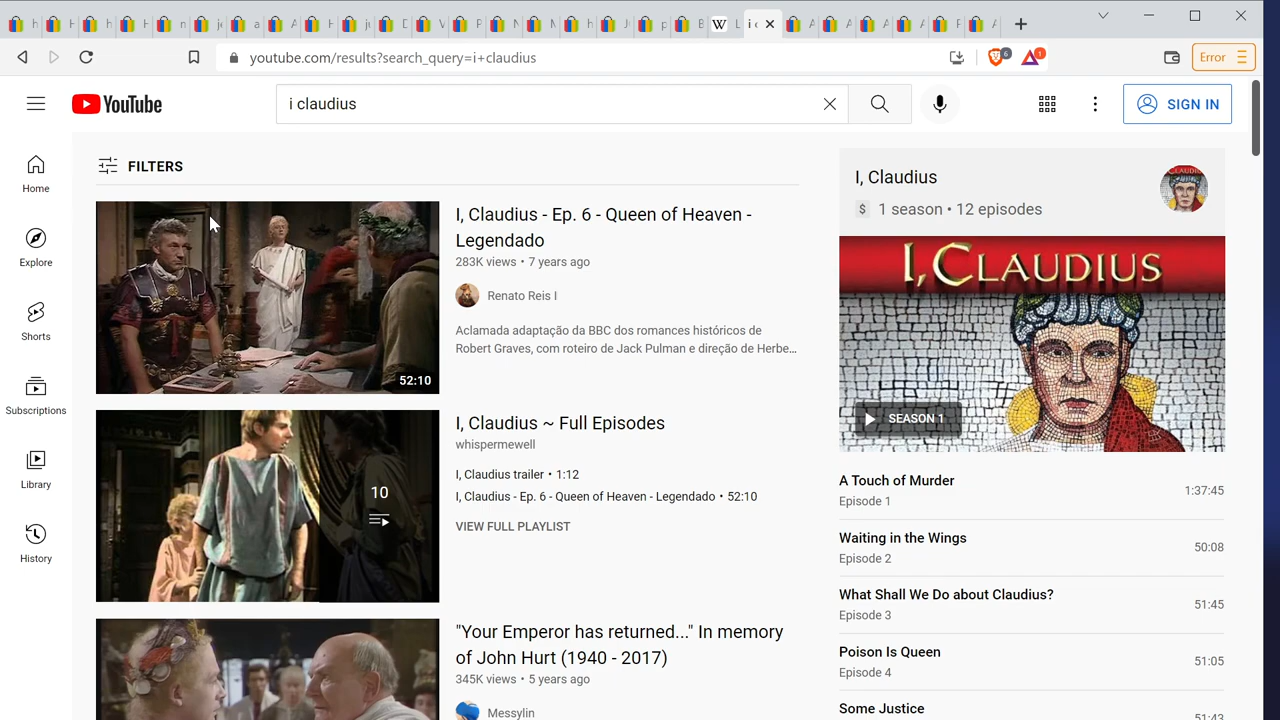 youtube.com/results?search_query=i+claudius
6
1
Error
YouTube
i claudius
SIGN IN
Home
Explore
Shorts
Subscriptions
Library
History
FILTERS
52:10
I, Claudius - Ep. 6 - Queen of Heaven -
Legendado
283K views • 7 years ago
Renato Reis I
Aclamada adaptação da BBC dos romances históricos de
Robert Graves, com roteiro de Jack Pulman e direção de Herbe...
10
I, Claudius ~ Full Episodes
whispermewell
I, Claudius trailer • 1:12
I, Claudius - Ep. 6 - Queen of Heaven - Legendado • 52:10
VIEW FULL PLAYLIST
"Your Emperor has returned..." In memory
of John Hurt (1940 - 2017)
345K views • 5 years ago
Messylin
I, Claudius
$ 1 season • 12 episodes
I, CLAUDIUS
SEASON 1
A Touch of Murder
Episode 1
1:37:45
Waiting in the Wings
Episode 2
50:08
What Shall We Do about Claudius?
Episode 3
51:45
Poison Is Queen
Episode 4
51:05
Some Justice
51:43